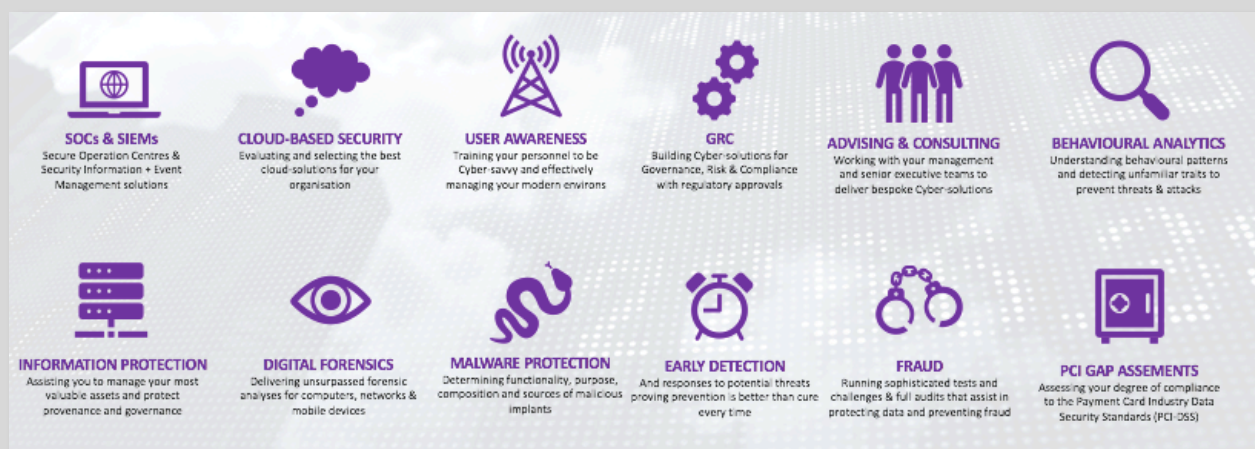 SOCs & SIEMs
Secure Operation Centres &
Security Information + Event
Management solutions
CLOUD-BASED SECURITY
Evaluating and selecting the best
cloud-solutions for your
organisation
USER AWARENESS
Training your personnel to be
Cyber-savvy and effectively
managing your modern environs
GRC
Building Cyber-solutions for
Governance, Risk & Compliance
with regulatory approvals
ADVISING & CONSULTING
Working with your management
and senior executive teams to
deliver bespoke Cyber-solutions
BEHAVIOURAL ANALYTICS
Understanding behavioural patterns
and detecting unfamiliar traits to
prevent threats & attacks
INFORMATION PROTECTION
Assisting you to manage your most
valuable assets and protect
provenance and governance
DIGITAL FORENSICS
Delivering unsurpassed forensic
analyses for computers, networks &
mobile devices
MALWARE PROTECTION
Determining functionality, purpose,
composition and sources of malicious
implants
EARLY DETECTION
And responses to potential threats
proving prevention is better than cure
every time
FRAUD
Running sophisticated tests and
challenges & full audits that assist in
protecting data and preventing fraud
PCI GAP ASSEMENTS
Assessing your degree of compliance
to the Payment Card Industry Data
Security Standards (PCI-DSS)